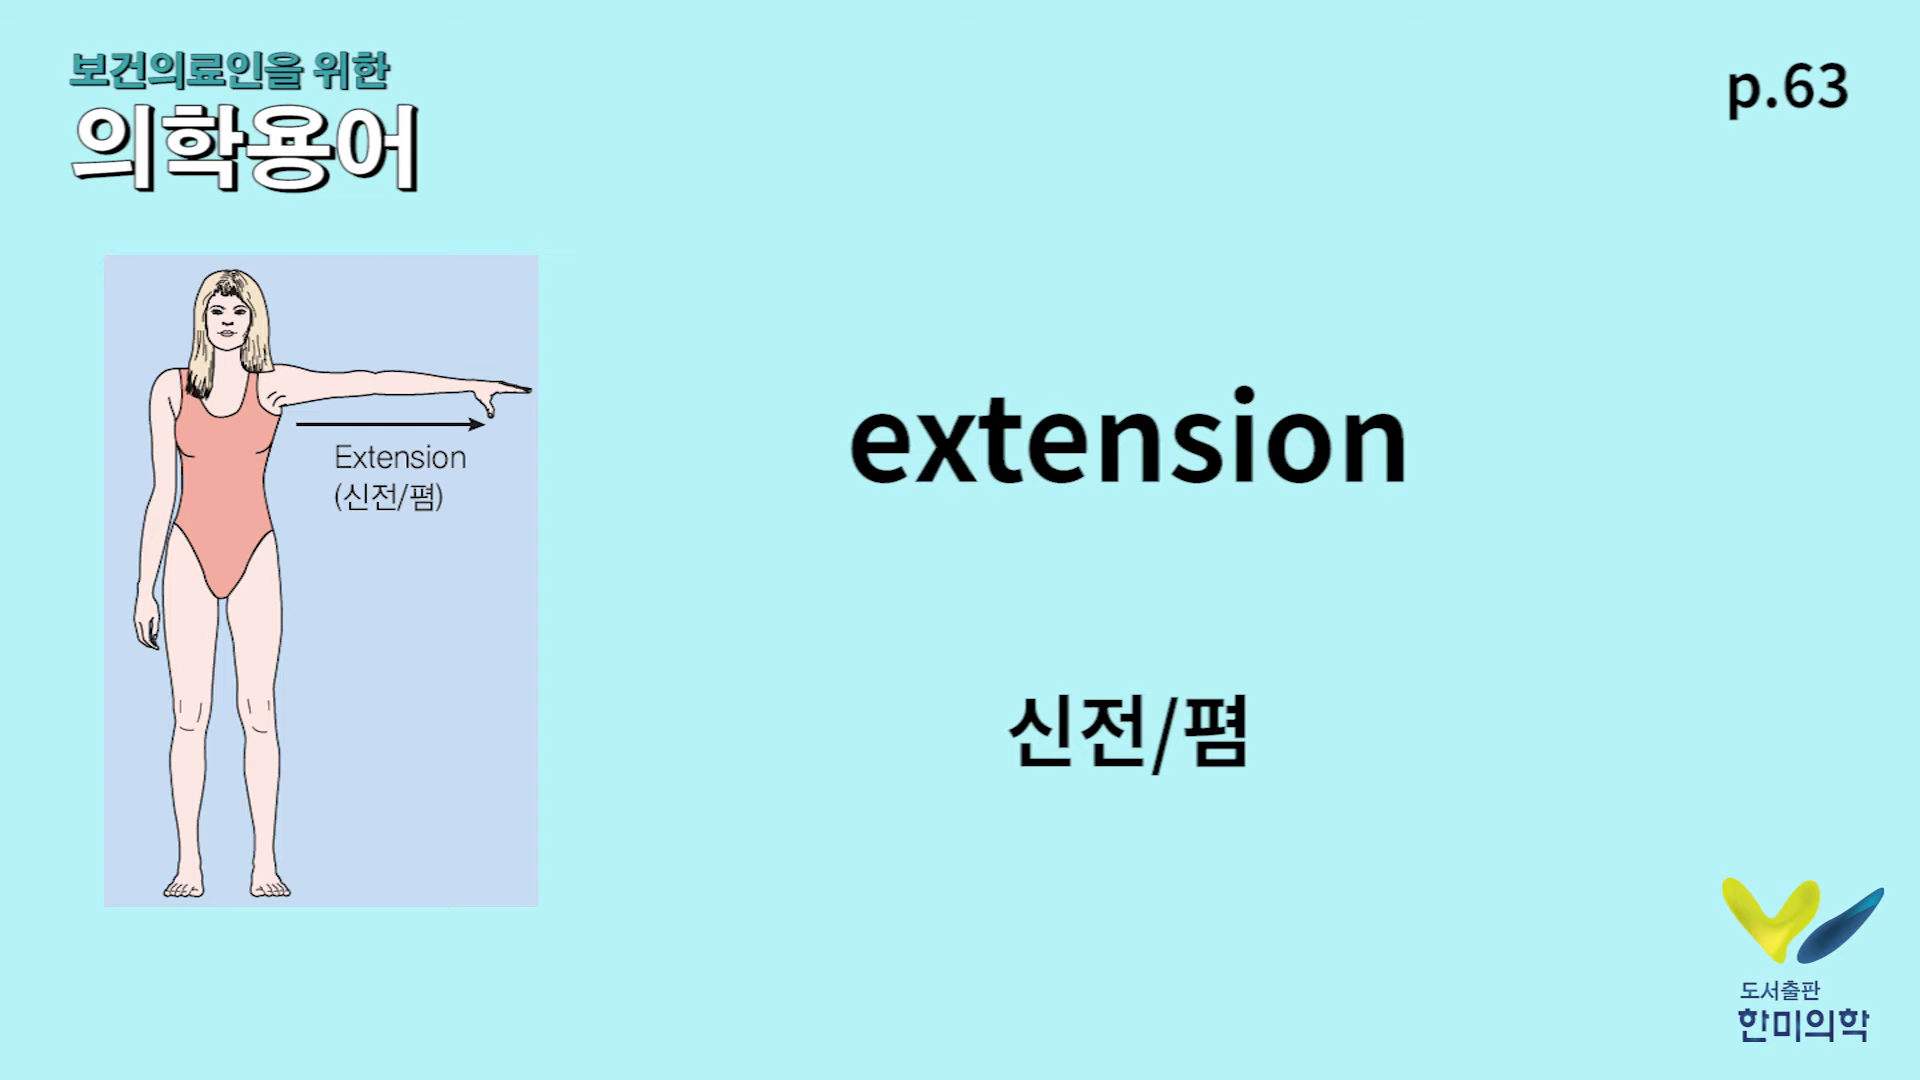 보건의료인을 위한
의학용어
p.63
Extension
(신전/폄)
extension
신전/폄
도서출판
한미의학